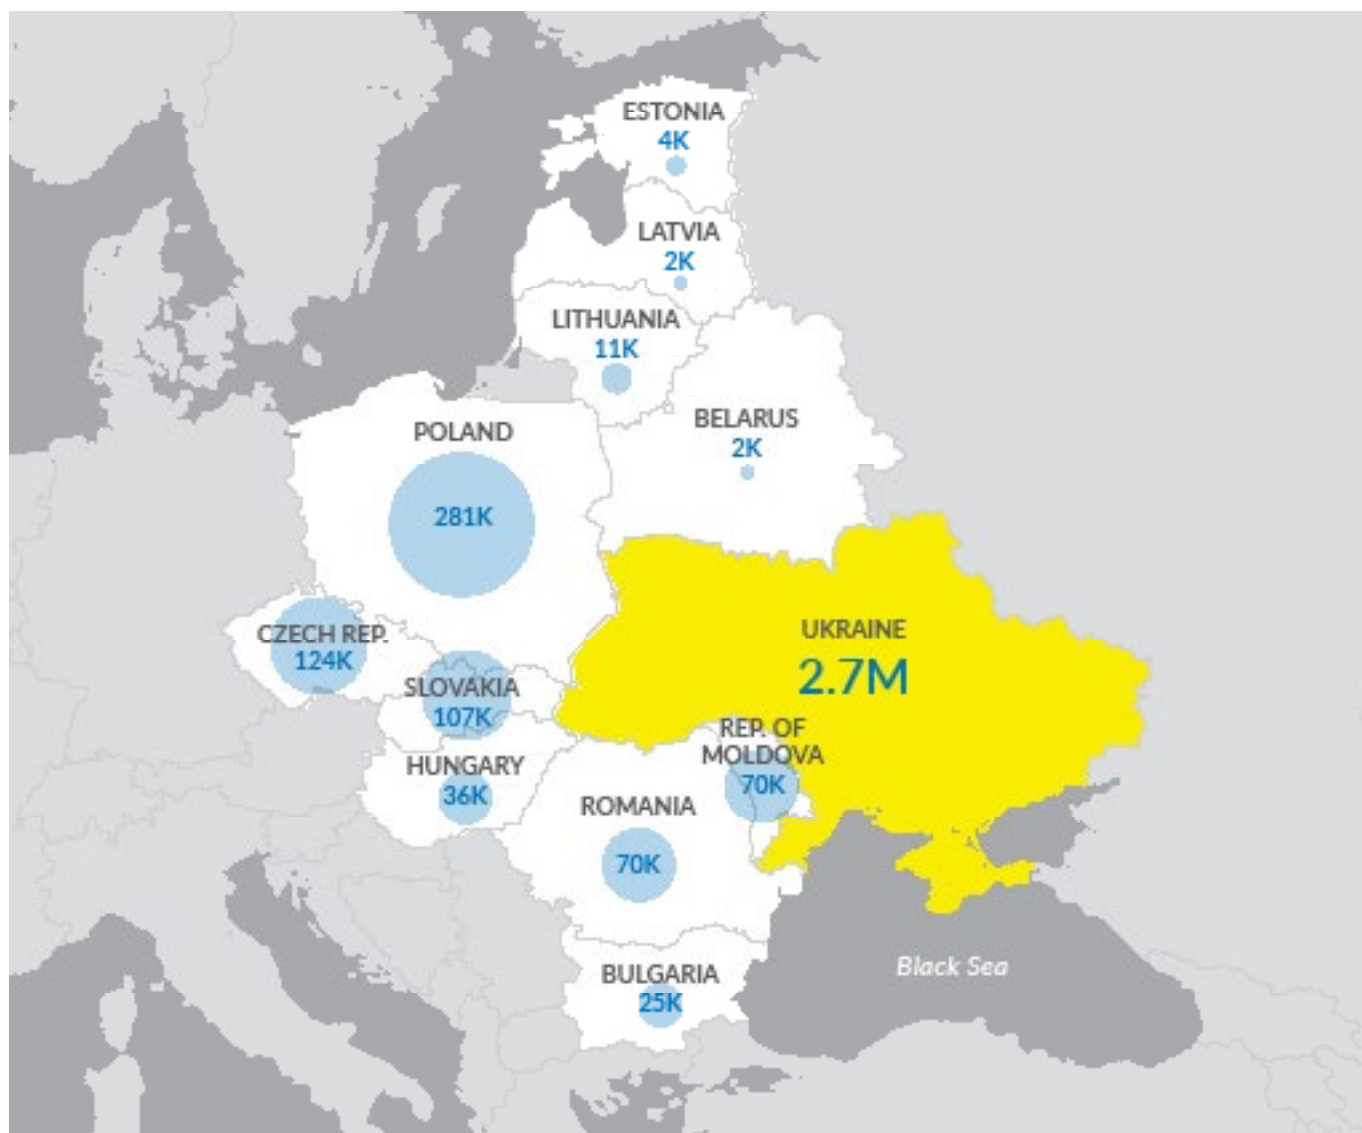 ESTONIA
4K
LATVIA
2K
LITHUANIA
11K
BELARUS
2K
POLAND
281K
UKRAINE
2.7M
CZECH REP.
124K
SLOVAKIA
107K
REP. OF
MOLDOVA
70K
HUNGARY
36K
ROMANIA
70K
Black Sea
BULGARIA
25K